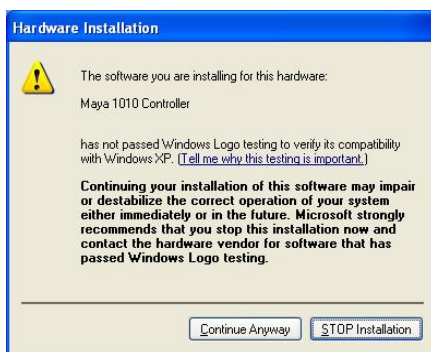 Hardware Installation
The software you are installing for this hardware:
Maya 1010 Controller
has not passed Windows Logo testing to verify its compatibility
with Windows XP. (Tell me why this testing is important.)
Continuing your installation of this software may impair
or destabilize the correct operation of your system
either immediately or in the future. Microsoft strongly
recommends that you stop this installation now and
contact the hardware vendor for software that has
passed Windows Logo testing.
Continue Anyway STOP Installation